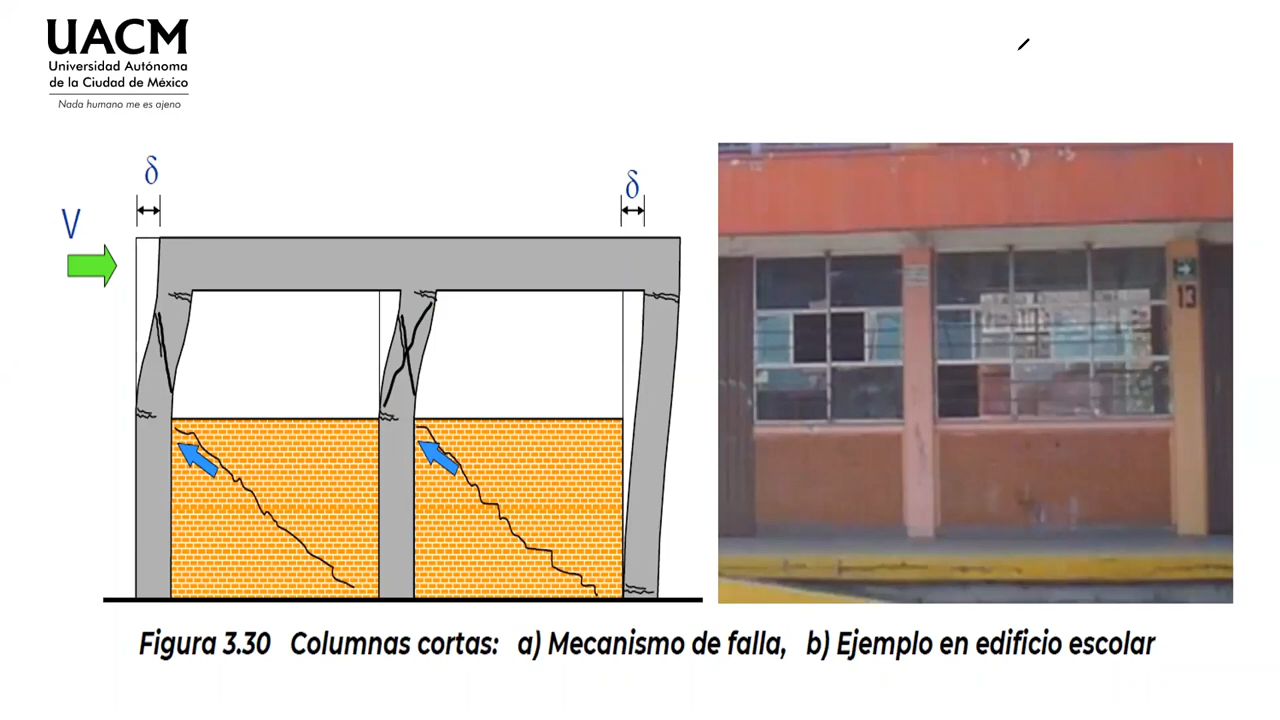 UACM
Universidad Autónoma
de la Ciudad de México
Nada humano me es ajeno
δ
δ
V
13
Figura 3.30 Columnas cortas: a) Mecanismo de falla, b) Ejemplo en edificio escolar